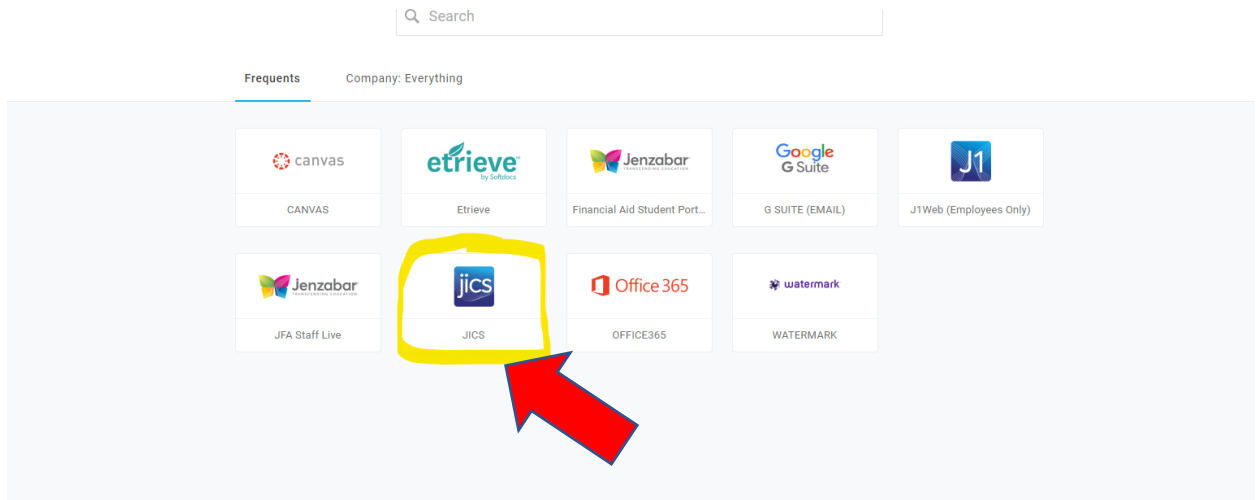 Search
Frequents
Company: Everything
canvas
etrieve
by Softdocs
Jenzabar
TRANSCENDING EDUCATION
Google
G Suite
J1
CANVAS
Etrieve
Financial Aid Student Port...
G SUITE (EMAIL)
J1Web (Employees Only)
Jenzabar
TRANSCENDING EDUCATION
jics
Office 365
watermark
JFA Staff Live
JICS
OFFICE365
WATERMARK